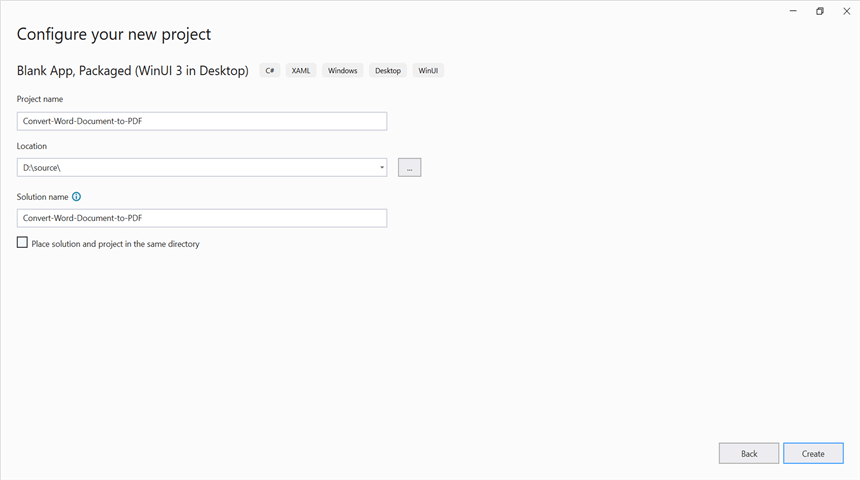 Configure your new project
Blank App, Packaged (WinUI 3 in Desktop) C# XAML Windows Desktop WinUI
Project name
Convert-Word-Document-to-PDF
Location
D:\source\ ...
Solution name
Convert-Word-Document-to-PDF
Place solution and project in the same directory
Back Create